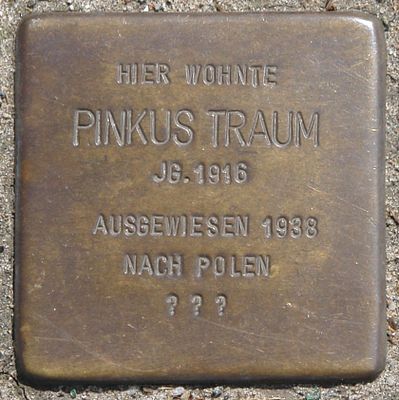 HIER WOHNTE
PINKUS TRAUM
JG. 1916
AUSGEWIESEN 1938
NACH POLEN
? ? ?